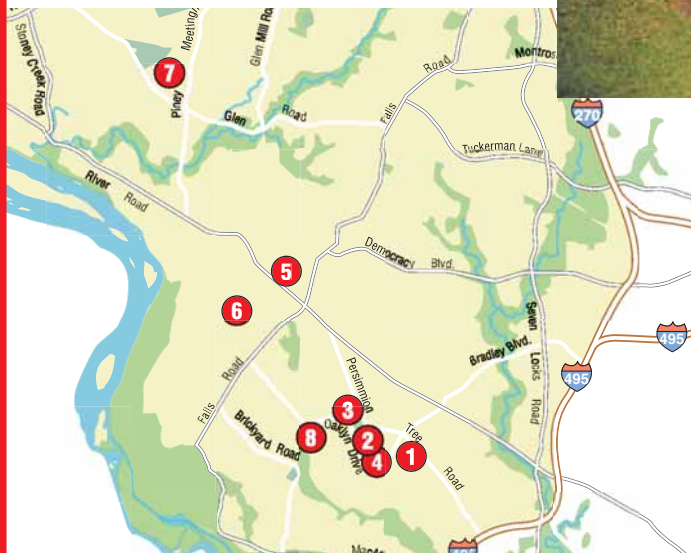 Stoney Creek Road
Piney
Meeting
Glen Mill Ro
Glen Road
Falls Road
Montros
270
Tuckerman Lane
River Road
7
5
6
Democracy Blvd.
Seven Locks Road
495
495
Bradley Blvd.
Persimmion Tree Road
Falls Road
Brickyard Road
Oaklyn Drive
3
8
2
4
1